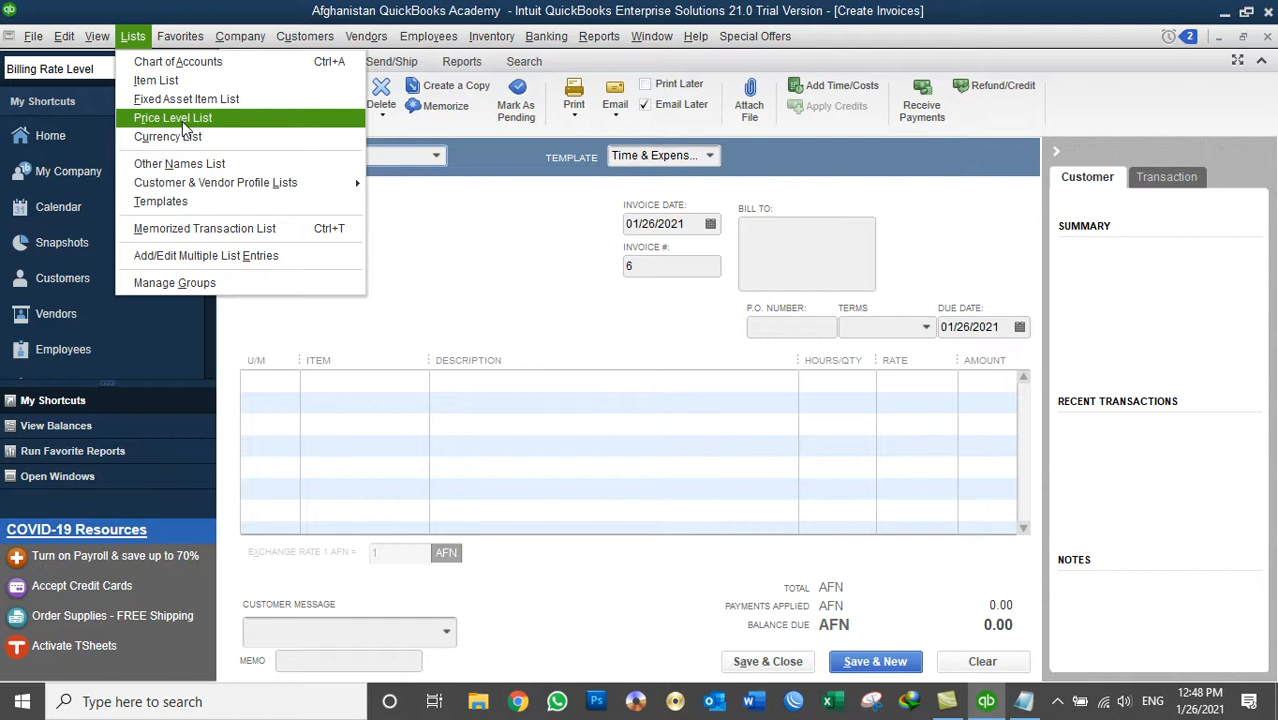 Afghanistan QuickBooks Academy - Intuit QuickBooks Enterprise Solutions 21.0 Trial Version - [Create Invoices]
File Edit View Lists Favorites Company Customers Vendors Employees Inventory Banking Reports Window Help Special Offers
2
Billing Rate Level
Send/Ship Reports Search
Chart of Accounts Ctrl+A
Item List
Fixed Asset Item List
Price Level List
Currency List
Other Names List
Customer & Vendor Profile Lists
Templates
Memorized Transaction List Ctrl+T
Add/Edit Multiple List Entries
Manage Groups
Delete
Create a Copy
Memorize
Mark As
Pending
Print
Email
Print Later
Email Later
Attach
File
Add Time/Costs
Apply Credits
Receive
Payments
Refund/Credit
My Shortcuts
Home
My Company
Calendar
Snapshots
Customers
Vendors
Employees
My Shortcuts
View Balances
Run Favorite Reports
Open Windows
COVID-19 Resources
Turn on Payroll & save up to 70%
Accept Credit Cards
Order Supplies - FREE Shipping
Activate TSheets
TEMPLATE Time & Expens...
INVOICE DATE:
01/26/2021
INVOICE #:
6
BILL TO:
P.O. NUMBER: TERMS DUE DATE:
01/26/2021
U/M ITEM DESCRIPTION HOURS/QTY RATE AMOUNT
EXCHANGE RATE 1 AFN = 1 AFN
CUSTOMER MESSAGE
MEMO
TOTAL AFN
PAYMENTS APPLIED AFN 0.00
BALANCE DUE AFN 0.00
Save & Close Save & New Clear
Customer Transaction
SUMMARY
RECENT TRANSACTIONS
NOTES
Type here to search
ENG
12:48 PM
1/26/2021